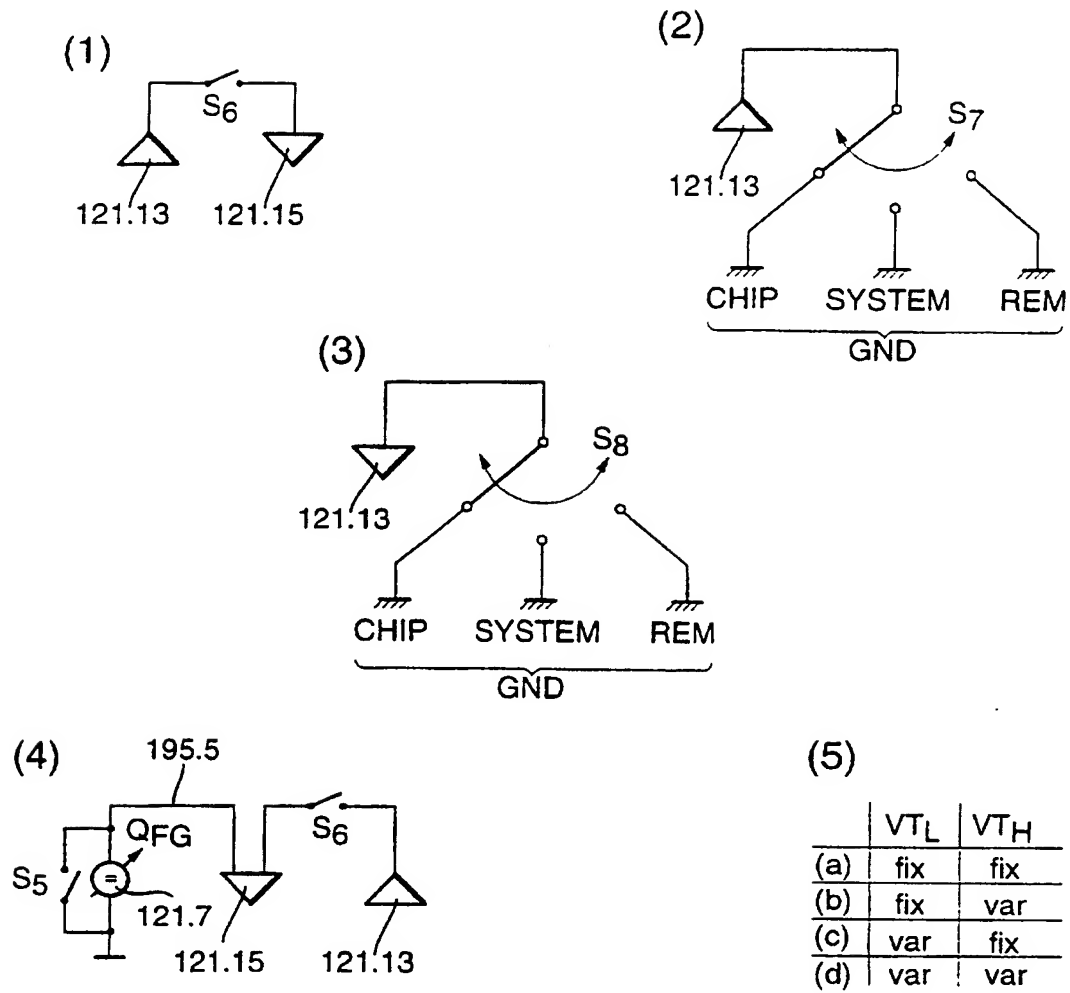 (1)
S6
121.13
121.15
(2)
S7
121.13
CHIP SYSTEM REM
GND
(3)
S8
121.13
CHIP SYSTEM REM
GND
(4)
195.5
QFG
S5
=
121.7
S6
121.15
121.13
(5)
VTL VTH
(a) fix fix
(b) fix var
(c) var fix
(d) var var